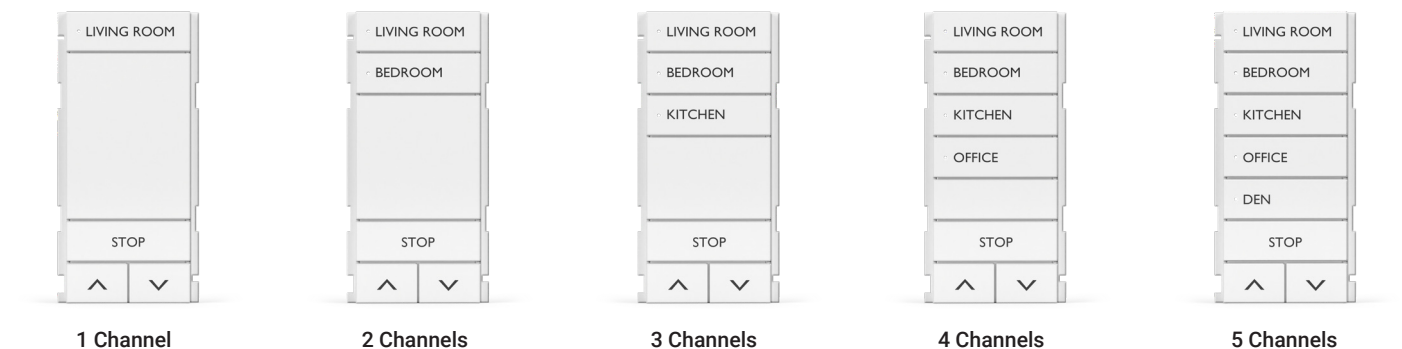 LIVING ROOM
STOP
1 Channel
LIVING ROOM
BEDROOM
STOP
2 Channels
LIVING ROOM
BEDROOM
KITCHEN
STOP
3 Channels
LIVING ROOM
BEDROOM
KITCHEN
OFFICE
STOP
4 Channels
LIVING ROOM
BEDROOM
KITCHEN
OFFICE
DEN
STOP
5 Channels